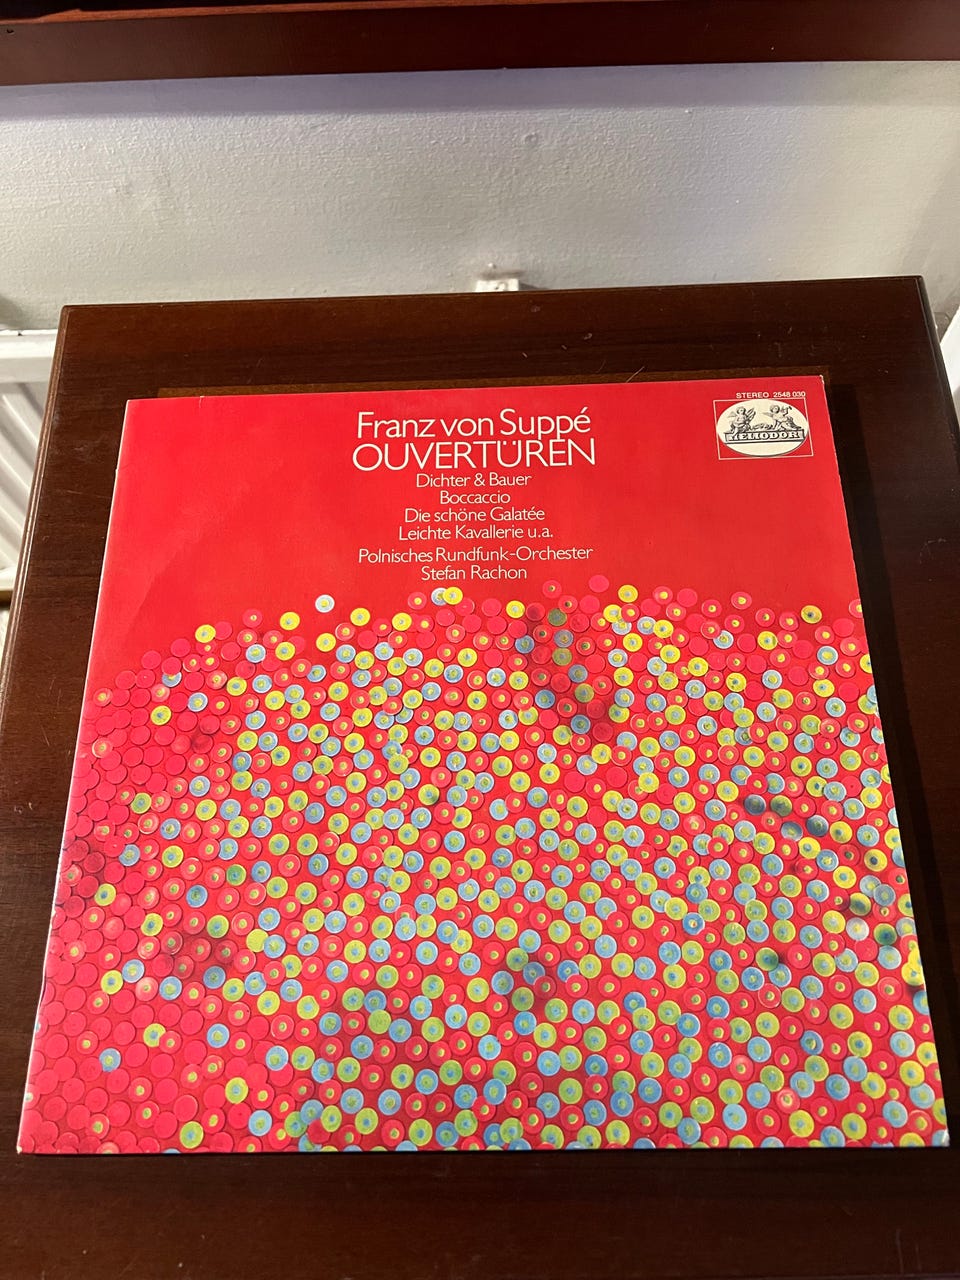 STEREO 2548 030
HELIODOR
Franz von Suppé
OUVERTÜREN
Dichter & Bauer
Boccaccio
Die schöne Galatée
Leichte Kavallerie u.a.
Polnisches Rundfunk-Orchester
Stefan Rachon